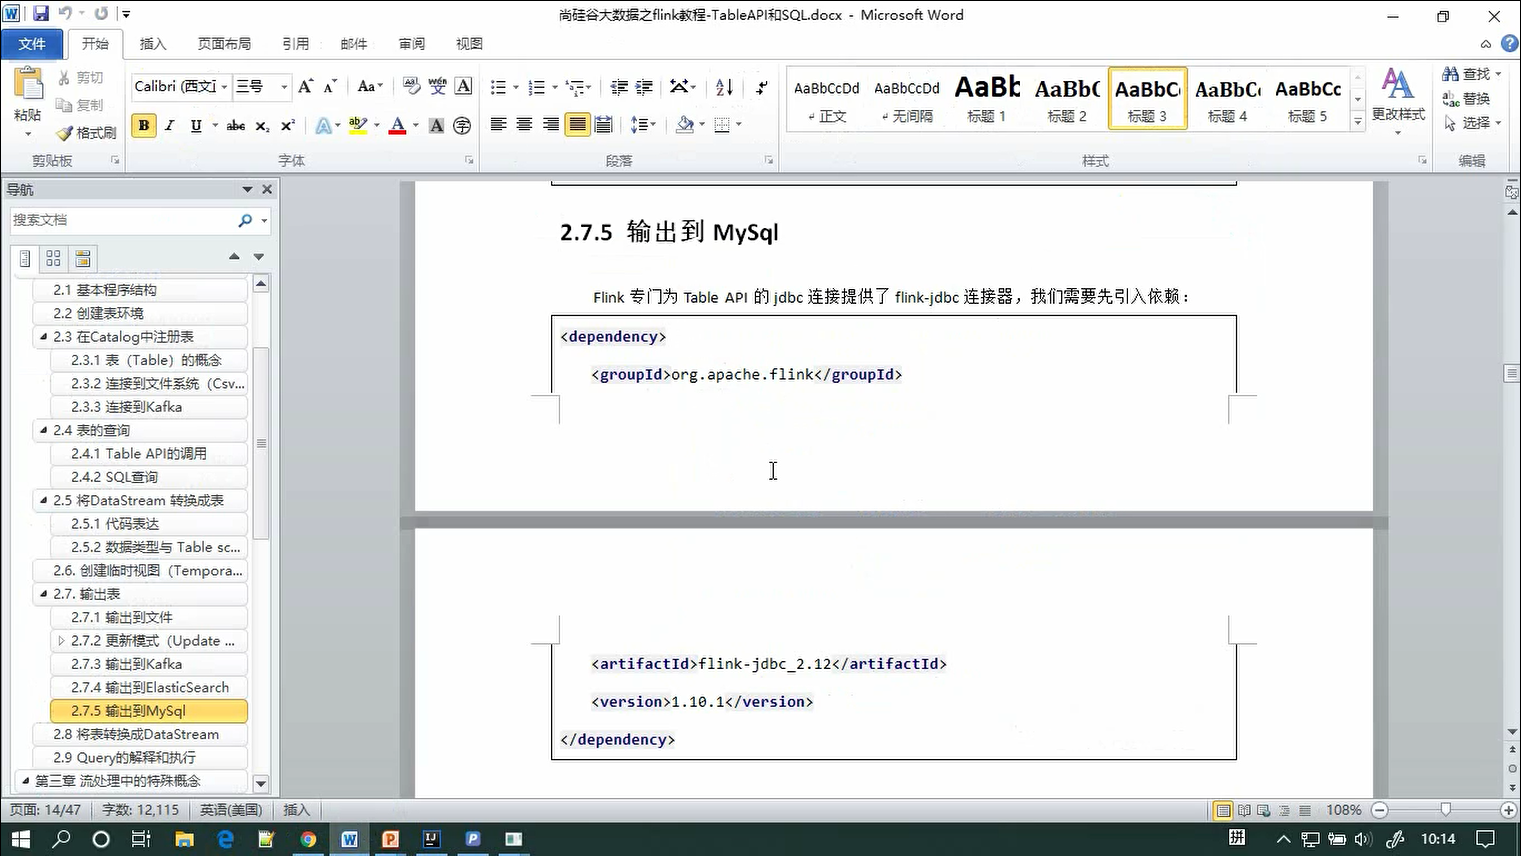 尚硅谷大数据之flink教程-TableAPI和SQL.docx - Microsoft Word
文件 开始 插入 页面布局 引用 邮件 审阅 视图
粘贴
剪切
复制
格式刷
剪贴板
Calibri (西文 三号
字体
段落
AaBbCcDd 正文
AaBbCcDd 无间隔
AaBb 标题 1
AaBb( 标题 2
AaBbC 标题 3
AaBbC 标题 4
AaBbCc 标题 5
更改样式
样式
查找
替换
选择
编辑
导航
搜索文档
2.1 基本程序结构
2.2 创建表环境
2.3 在Catalog中注册表
2.3.1 表（Table）的概念
2.3.2 连接到文件系统（Csv...
2.3.3 连接到Kafka
2.4 表的查询
2.4.1 Table API的调用
2.4.2 SQL查询
2.5 将DataStream 转换成表
2.5.1 代码表达
2.5.2 数据类型与 Table sc...
2.6. 创建临时视图（Tempora...
2.7. 输出表
2.7.1 输出到文件
2.7.2 更新模式（Update ...
2.7.3 输出到Kafka
2.7.4 输出到ElasticSearch
2.7.5 输出到MySql
2.8 将表转换成DataStream
2.9 Query的解释和执行
第三章 流处理中的特殊概念
2.7.5 输出到 MySql
Flink 专门为 Table API 的 jdbc 连接提供了 flink-jdbc 连接器，我们需要先引入依赖：
<dependency>
<groupId>org.apache.flink</groupId>
<artifactId>flink-jdbc_2.12</artifactId>
<version>1.10.1</version>
</dependency>
页面: 14/47 字数: 12,115 英语(美国) 插入
108%
拼
10:14